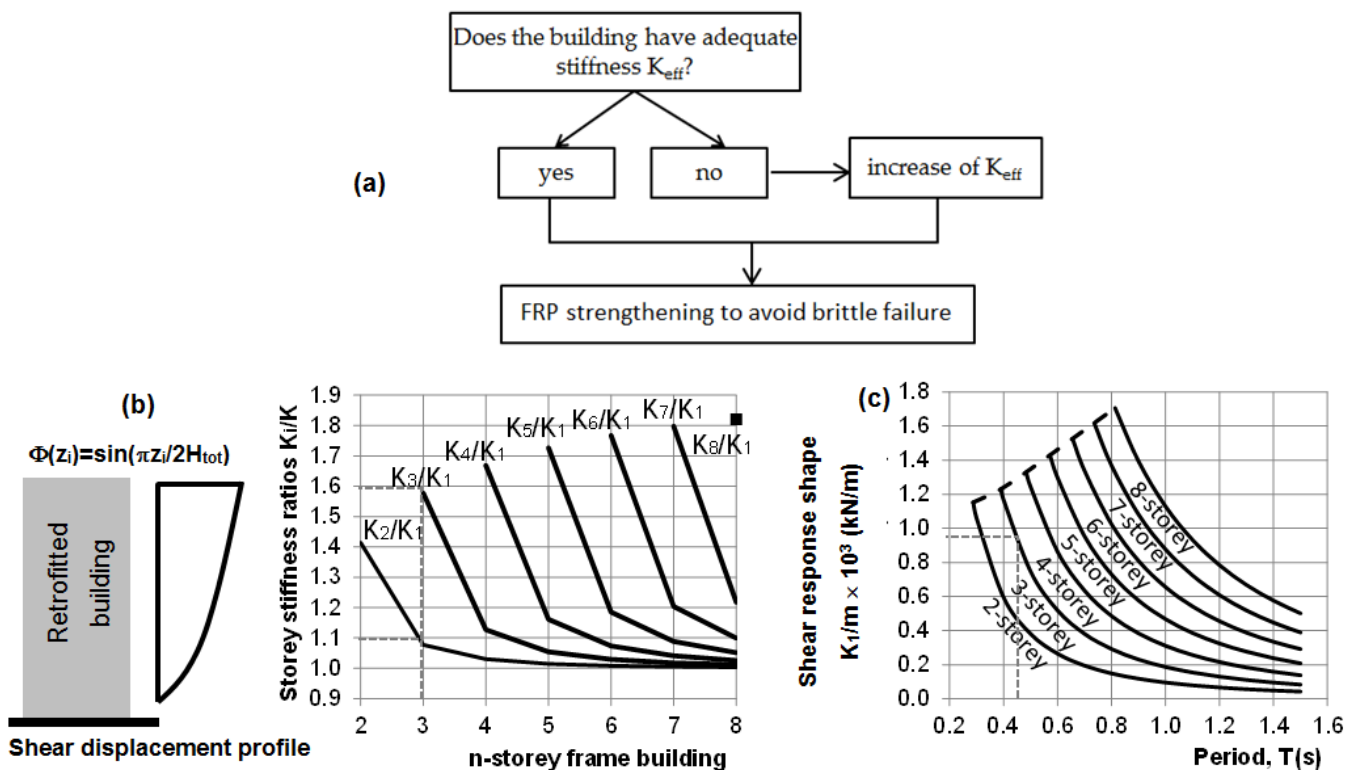 Does the building have adequate
stiffness Keff?
(a)
yes
no
increase of Keff
FRP strengthening to avoid brittle failure
(b)
Φ(zi)=sin(πzi/2Htot)
Retrofitted
building
Shear displacement profile
Storey stiffness ratios Ki/K
1.9
1.8
1.7
1.6
1.5
1.4
1.3
1.2
1.1
1.0
0.9
K2/K1
K3/K1
K4/K1
K5/K1
K6/K1
K7/K1
K8/K1
2 3 4 5 6 7 8
n-storey frame building
(c)
Shear response shape
K1/m × 10³ (kN/m)
1.8
1.6
1.4
1.2
1.0
0.8
0.6
0.4
0.2
0.0
2-storey
3-storey
4-storey
5-storey
6-storey
7-storey
8-storey
0.2 0.4 0.6 0.8 1.0 1.2 1.4 1.6
Period, T(s)